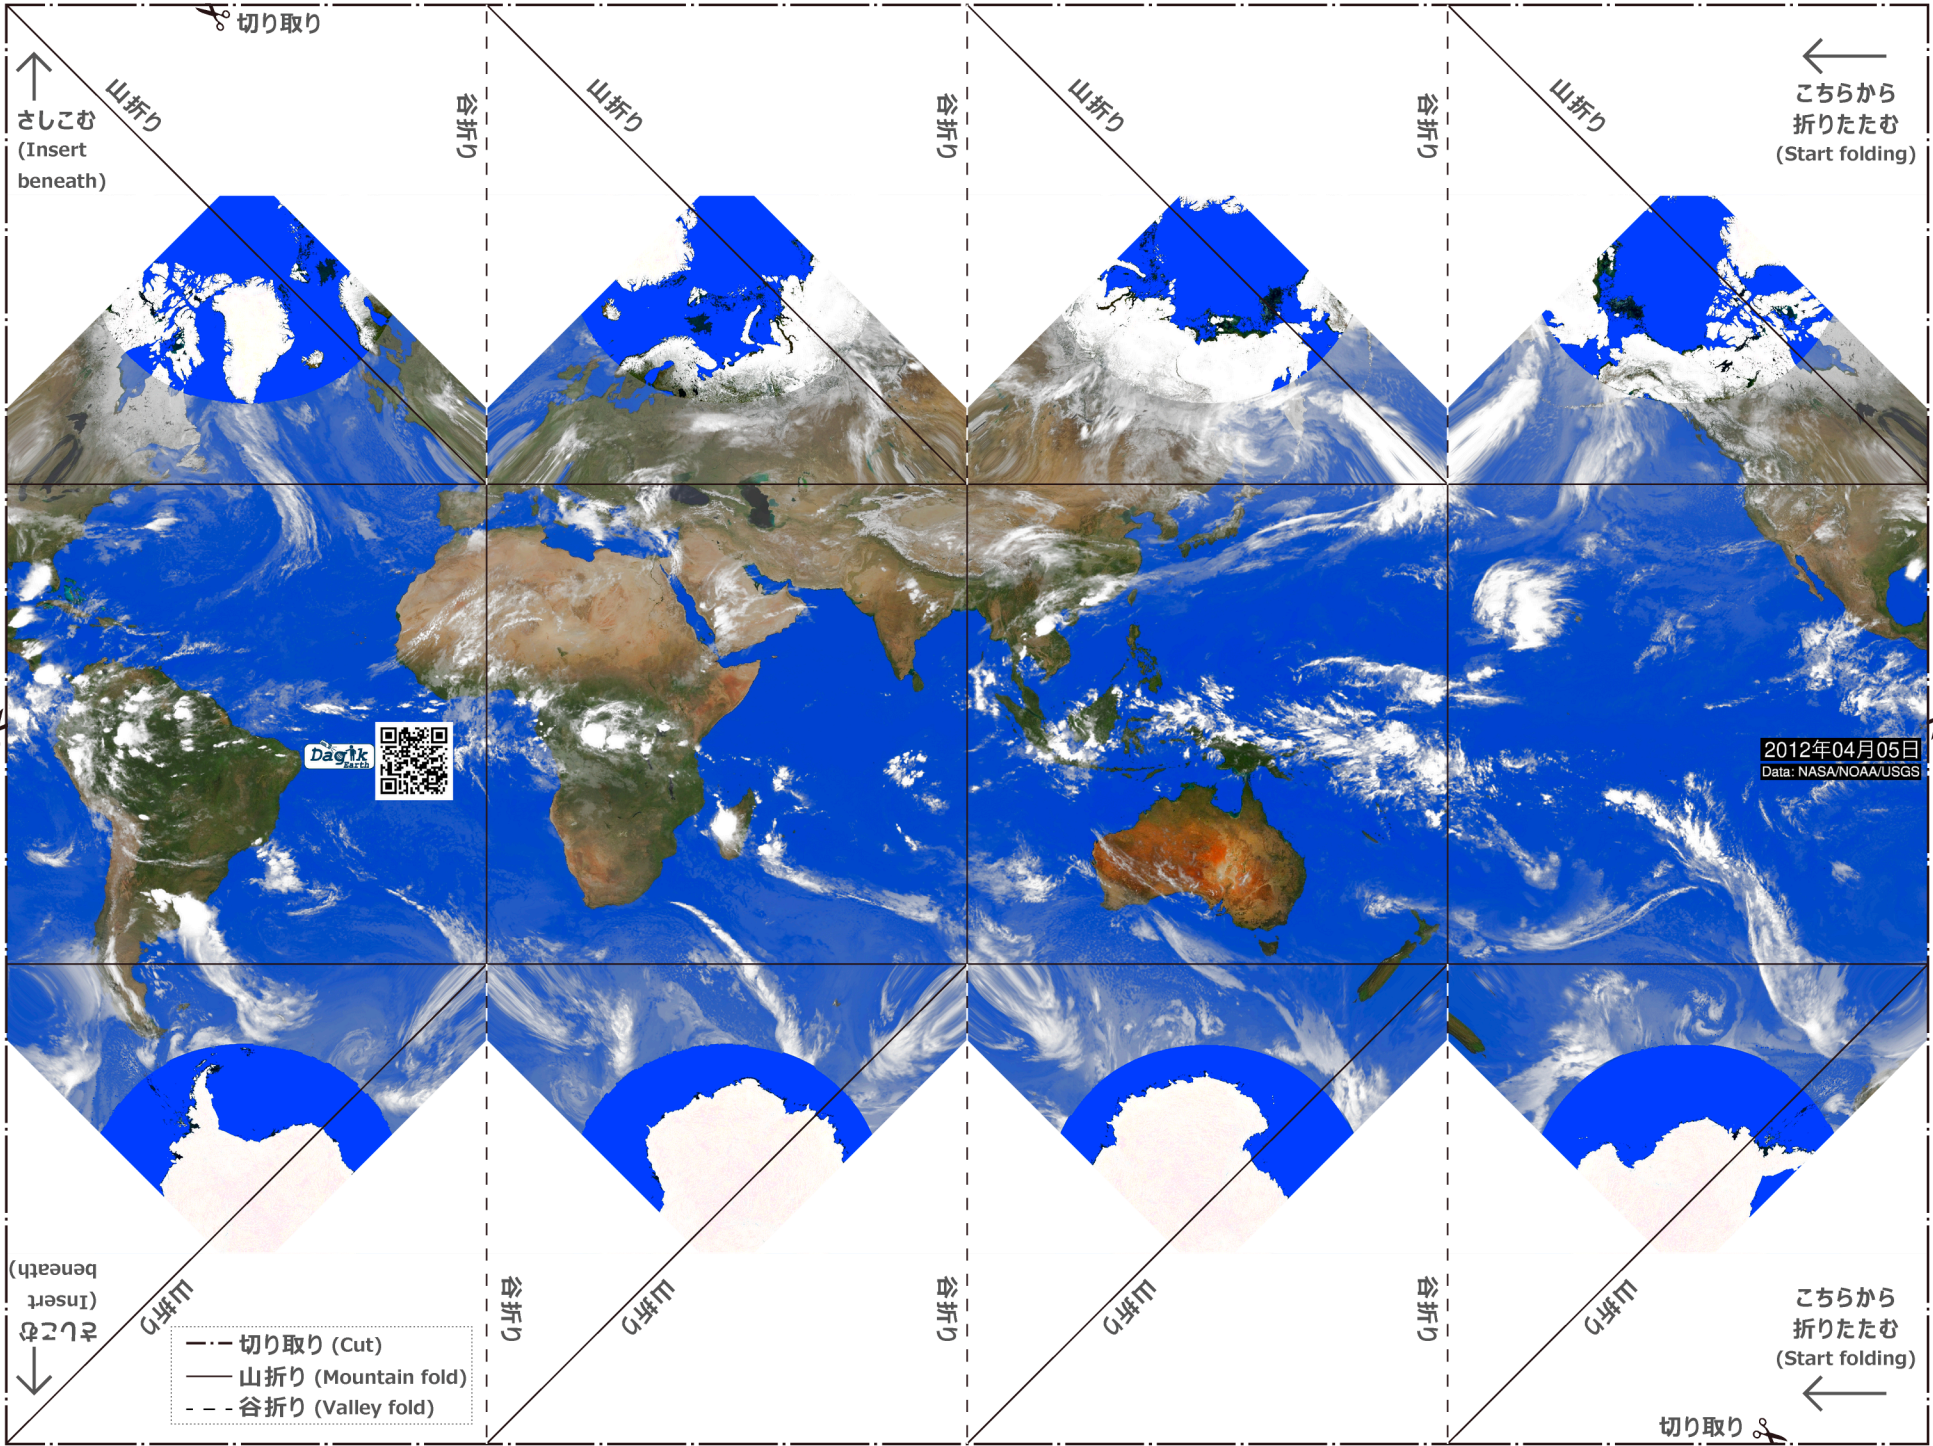 切り取り
さしこむ
(Insert
beneath)
山折り
谷折り
山折り
谷折り
山折り
谷折り
山折り
こちらから
折りたたむ
(Start folding)
Dagik
Earth
2012年04月05日
Data: NASA/NOAA/USGS
さしこむ
(Insert
beneath)
山折り
谷折り
山折り
谷折り
山折り
谷折り
山折り
こちらから
折りたたむ
(Start folding)
切り取り (Cut)
山折り (Mountain fold)
谷折り (Valley fold)
切り取り